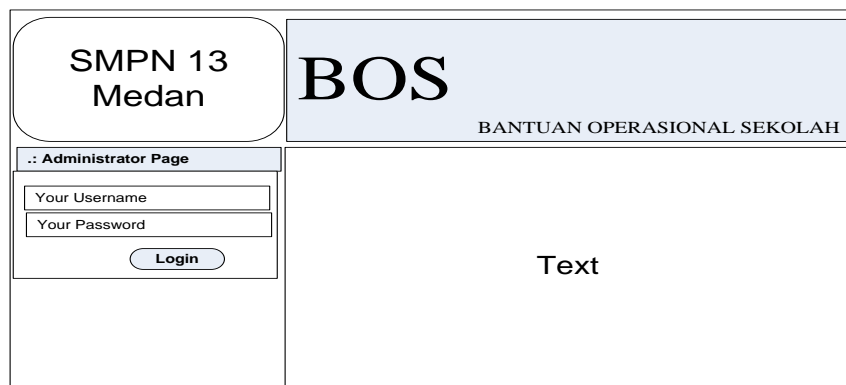 SMPN 13
Medan
BOS
BANTUAN OPERASIONAL SEKOLAH
.: Administrator Page
Your Username
Your Password
Login
Text